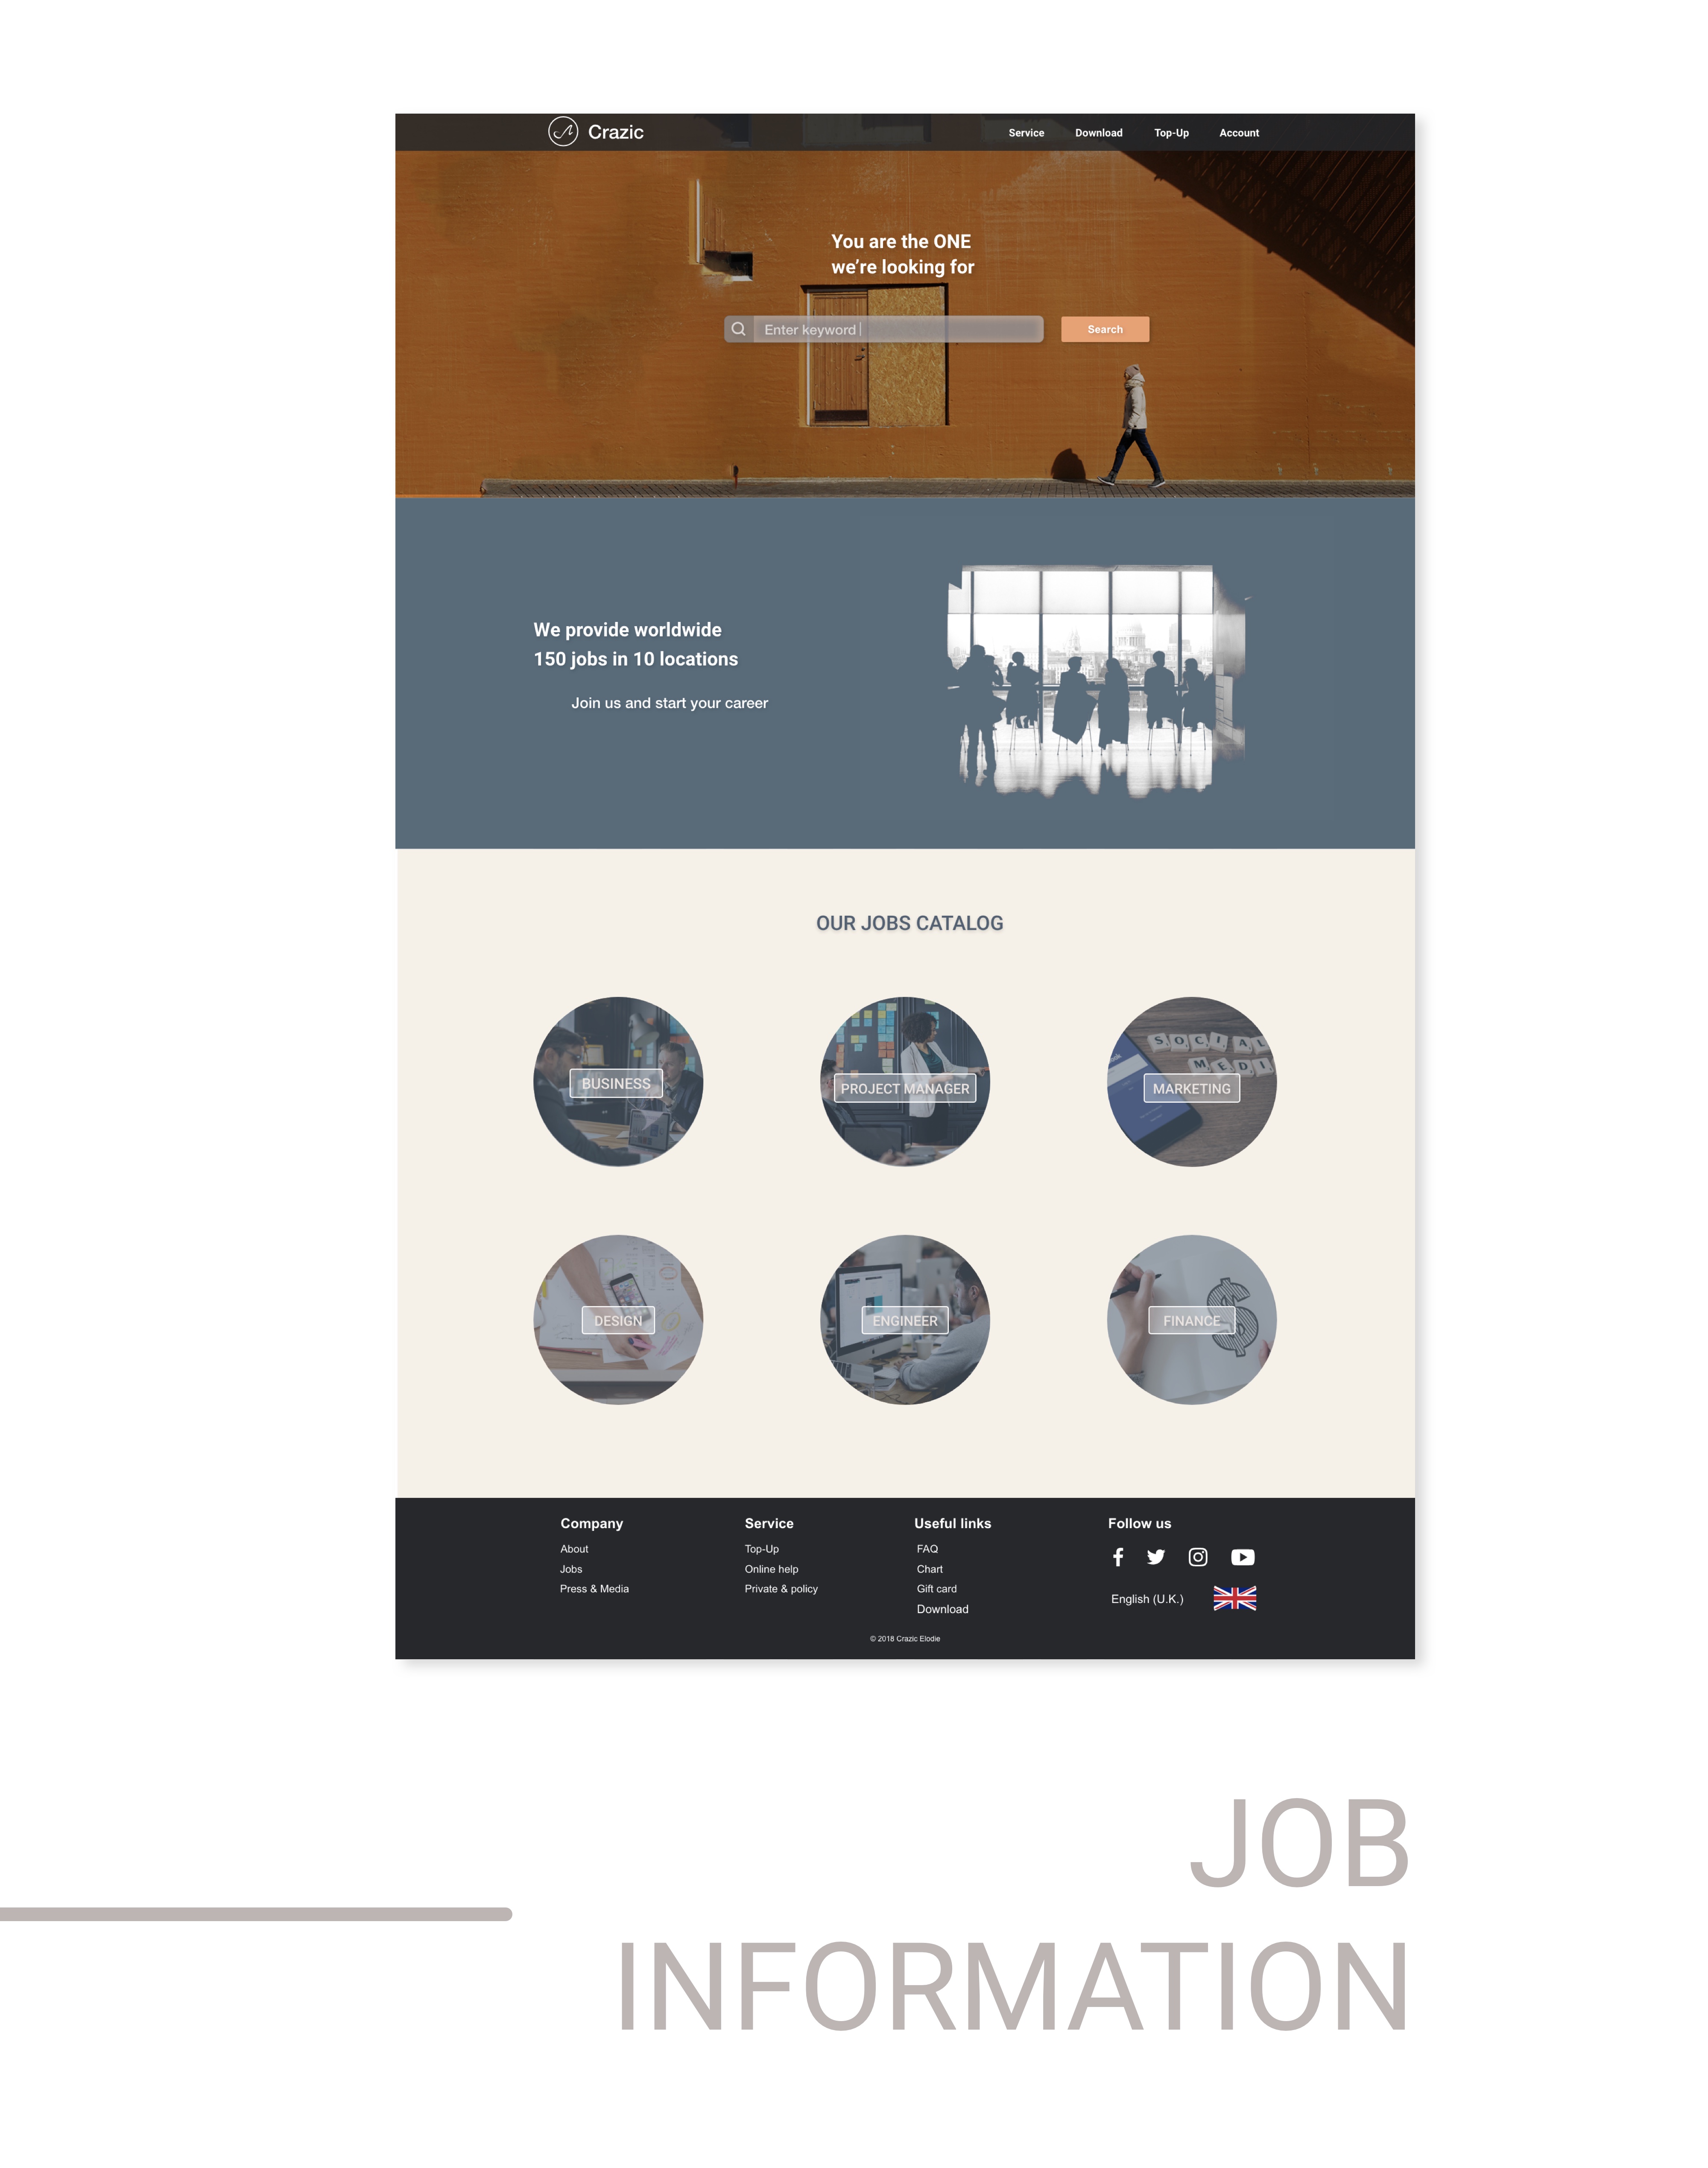 Crazic
Service Download Top-Up Account
You are the ONE
we're looking for
Enter keyword
Search
We provide worldwide
150 jobs in 10 locations
Join us and start your career
OUR JOBS CATALOG
BUSINESS
PROJECT MANAGER
SOCIAL
MEDI
MARKETING
DESIGN
ENGINEER
FINANCE
Company
About
Jobs
Press & Media
Service
Top-Up
Online help
Private & policy
Useful links
FAQ
Chart
Gift card
Download
Follow us
English (U.K.)
© 2018 Crazic Elodie
JOB
INFORMATION